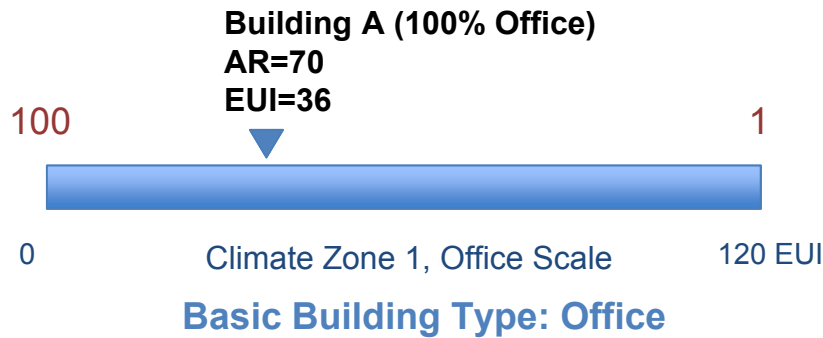 Building A (100% Office)
AR=70
EUI=36
100 1
0 Climate Zone 1, Office Scale 120 EUI
Basic Building Type: Office